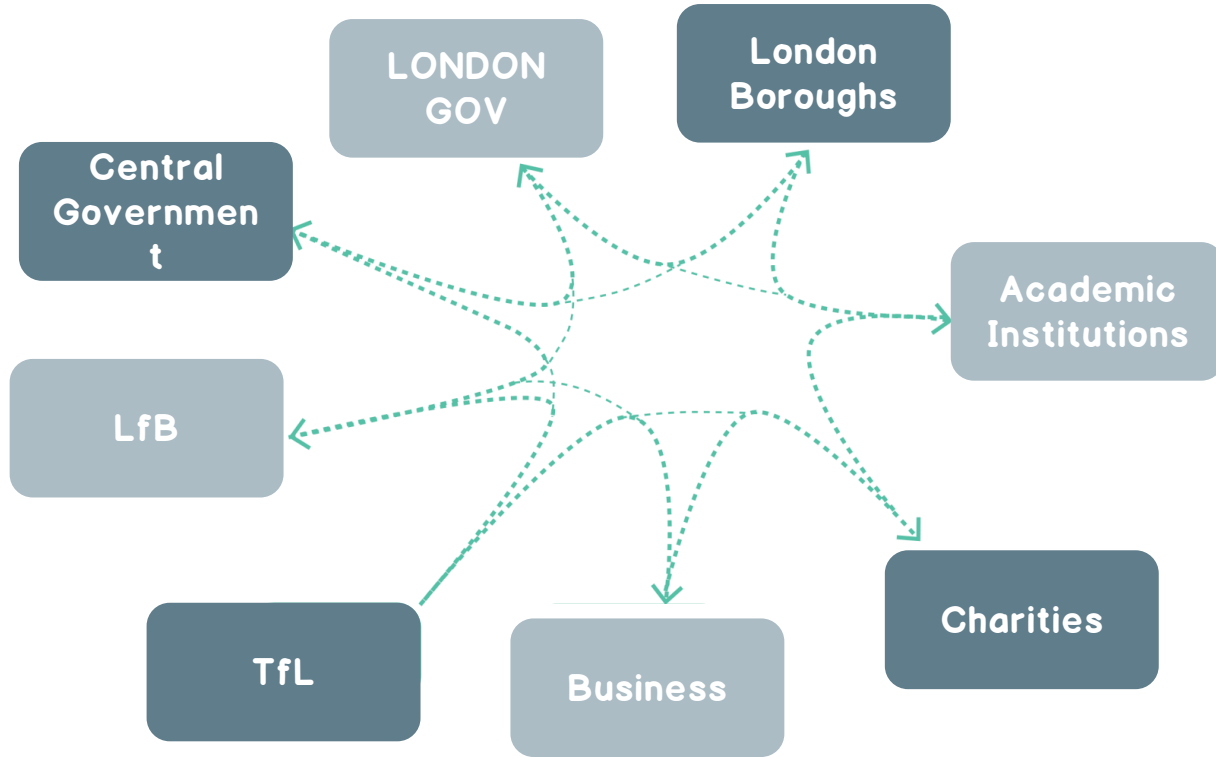 LONDON
GOV
London
Boroughs
Central
Governmen
t
Academic
Institutions
LfB
TfL
Business
Charities